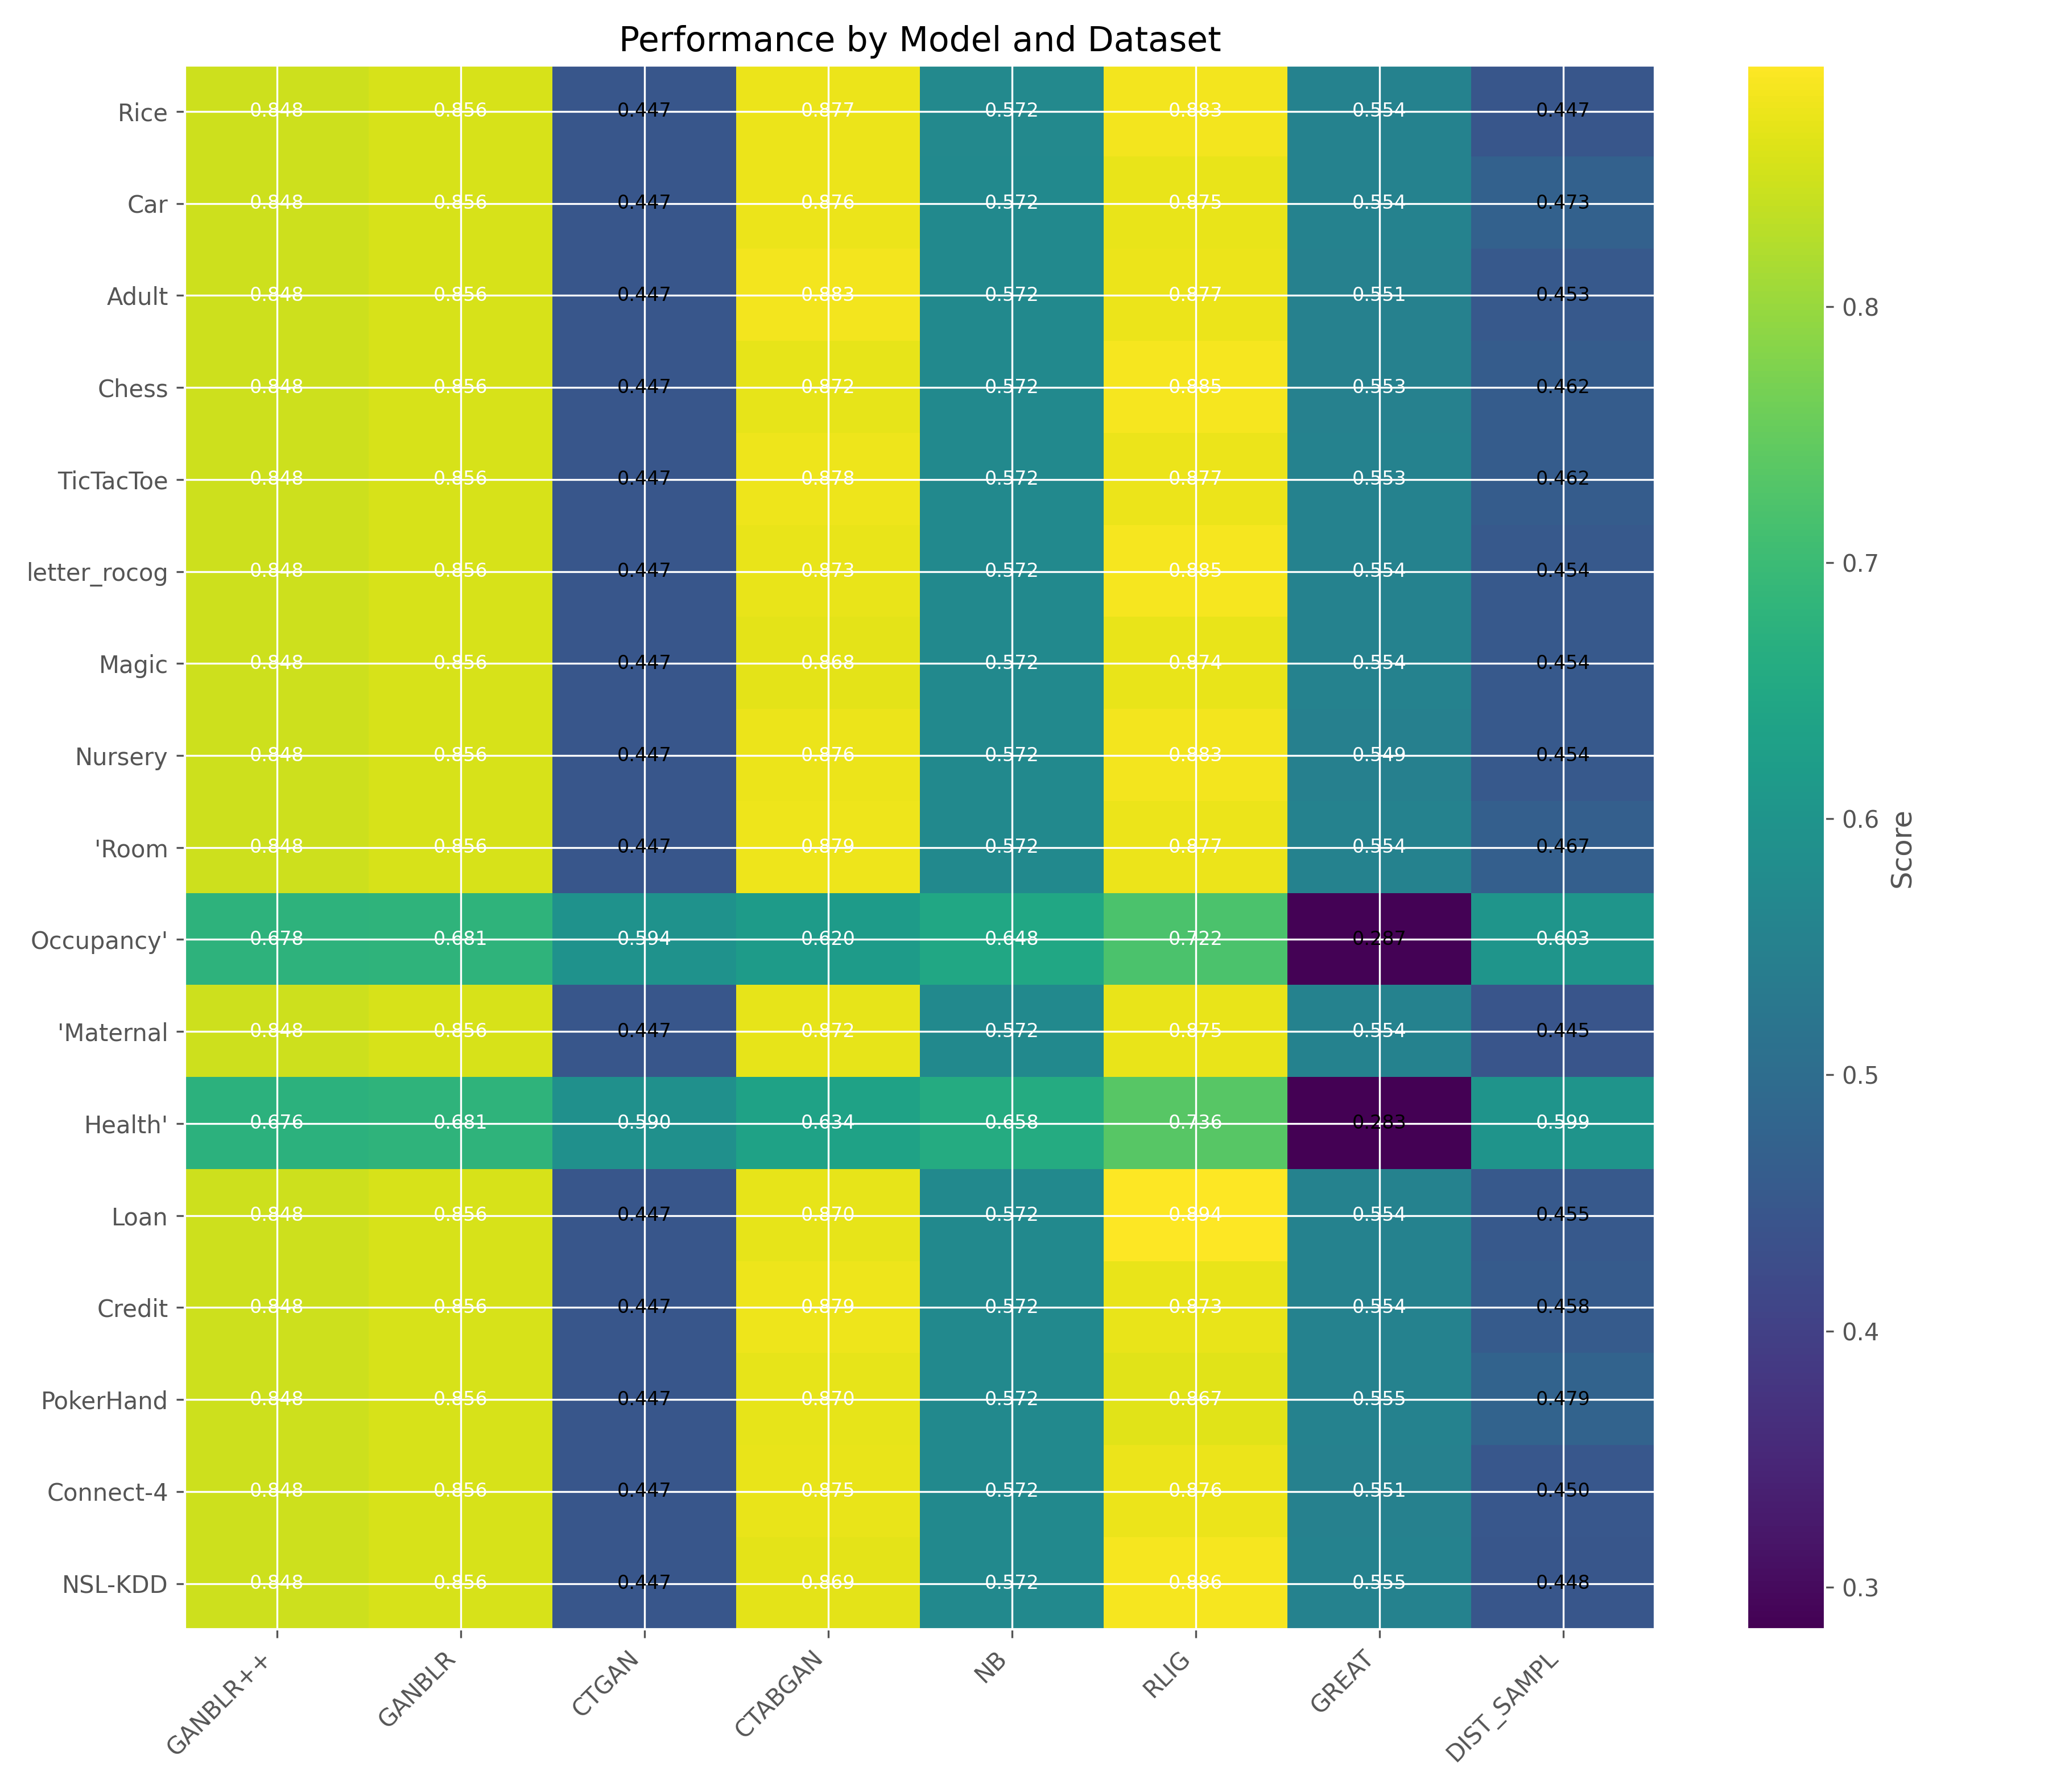 Performance by Model and Dataset
Rice 0.848 0.856 0.447 0.877 0.572 0.883 0.554 0.447
Car 0.848 0.856 0.447 0.876 0.572 0.875 0.554 0.473
Adult 0.848 0.856 0.447 0.883 0.572 0.877 0.551 0.453
Chess 0.848 0.856 0.447 0.872 0.572 0.885 0.553 0.462
TicTacToe 0.848 0.856 0.447 0.878 0.572 0.877 0.553 0.462
letter_rocog 0.848 0.856 0.447 0.873 0.572 0.885 0.554 0.454
Magic 0.848 0.856 0.447 0.868 0.572 0.874 0.554 0.454
Nursery 0.848 0.856 0.447 0.876 0.572 0.883 0.549 0.454
'Room 0.848 0.856 0.447 0.879 0.572 0.877 0.554 0.467
Occupancy' 0.678 0.681 0.594 0.620 0.648 0.722 0.287 0.603
'Maternal 0.848 0.856 0.447 0.872 0.572 0.875 0.554 0.445
Health' 0.676 0.681 0.590 0.634 0.658 0.736 0.283 0.599
Loan 0.848 0.856 0.447 0.870 0.572 0.894 0.554 0.455
Credit 0.848 0.856 0.447 0.879 0.572 0.873 0.554 0.458
PokerHand 0.848 0.856 0.447 0.870 0.572 0.867 0.555 0.479
Connect-4 0.848 0.856 0.447 0.875 0.572 0.876 0.551 0.450
NSL-KDD 0.848 0.856 0.447 0.869 0.572 0.886 0.555 0.448
GANBLR++ GANBLR CTGAN CTABGAN NB RLIG GREAT DIST_SAMPL
0.8
0.7
0.6
0.5
0.4
0.3
Score